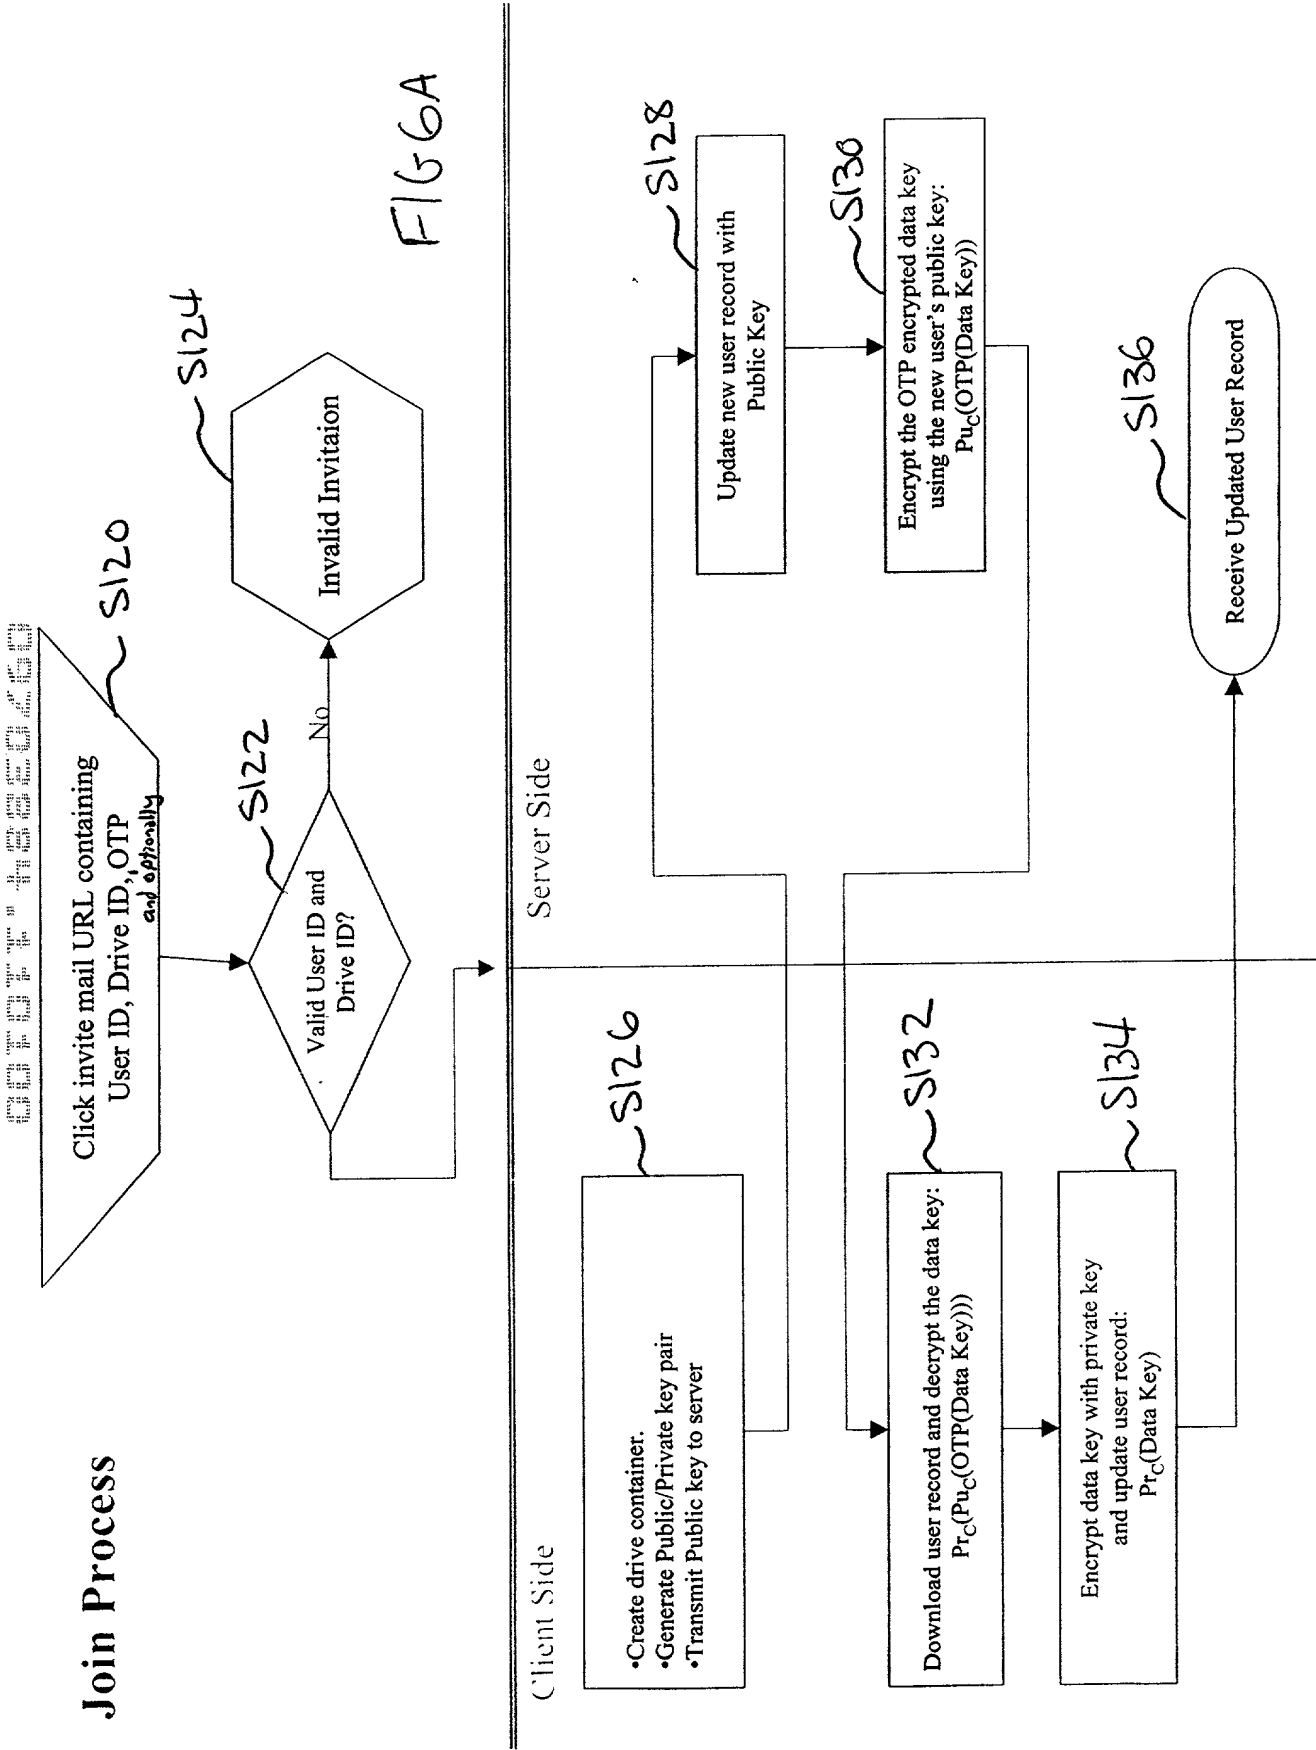 Join Process
Click invite mail URL containing
User ID, Drive ID, OTP
and optionally
S120
Valid User ID and
Drive ID?
S122
No
Invalid Invitaion
S124
FIG 6A
Client Side
Server Side
•Create drive container.
•Generate Public/Private key pair
•Transmit Public key to server
S126
Update new user record with
Public Key
S128
Encrypt the OTP encrypted data key
using the new user's public key:
PuC(OTP(Data Key))
S130
Download user record and decrypt the data key:
PrC(PuC(OTP(Data Key)))
S132
Encrypt data key with private key
and update user record:
PrC(Data Key)
S134
Receive Updated User Record
S136